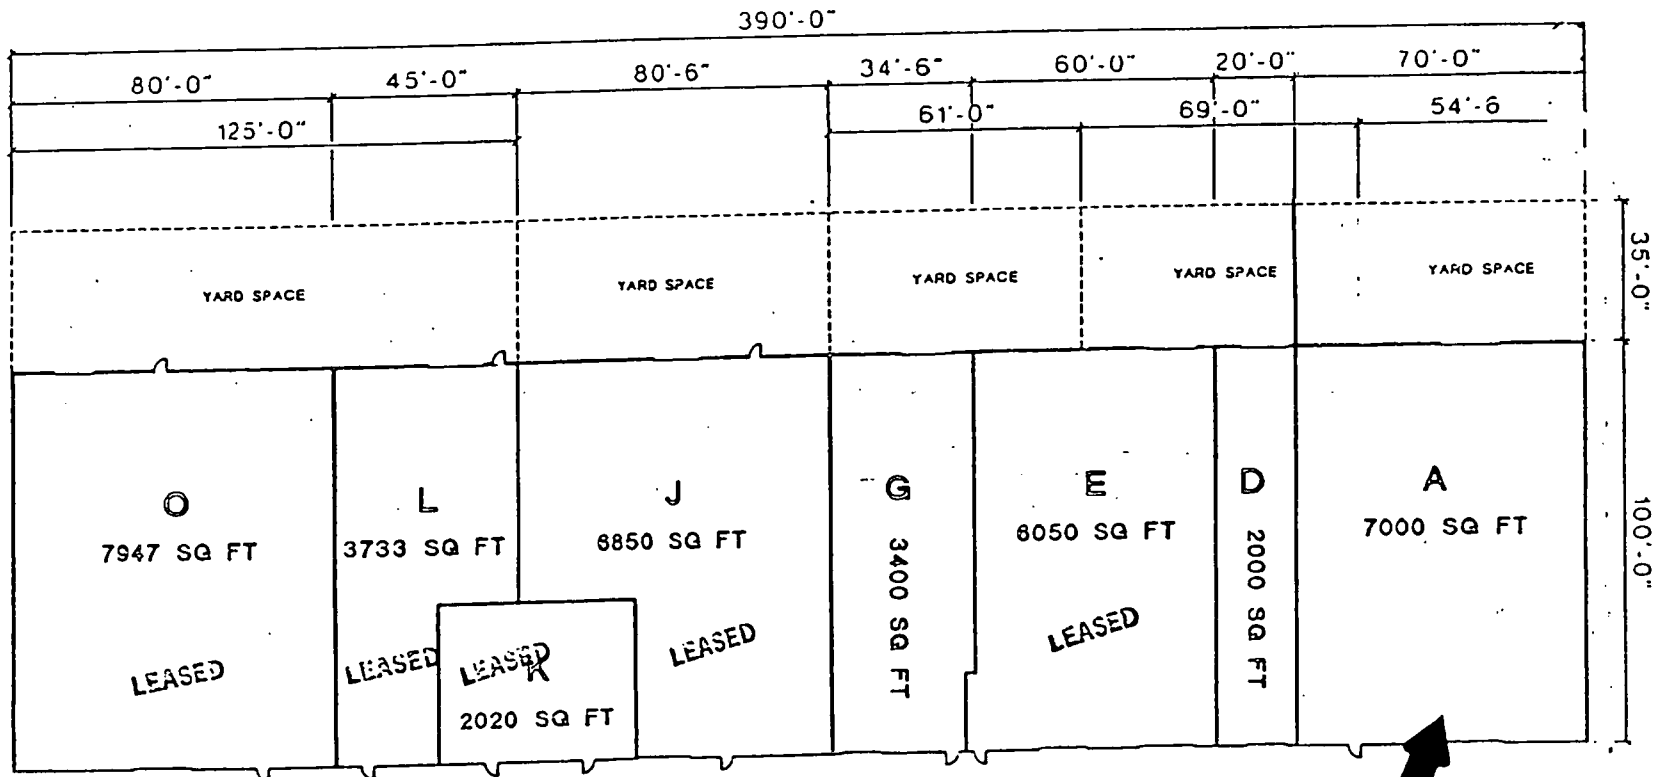 390'-0"
80'-0" 45'-0" 80'-6" 34'-6" 60'-0" 20'-0" 70'-0"
125'-0" 61'-0" 69'-0" 54'-6
YARD SPACE YARD SPACE YARD SPACE YARD SPACE YARD SPACE
35'-0"
O L J G E D A
7947 SQ FT 3733 SQ FT 6850 SQ FT 3400 SQ FT 6050 SQ FT 2000 SQ FT 7000 SQ FT
100'-0"
LEASED LEASED LEASED LEASED LEASED
K
2020 SQ FT